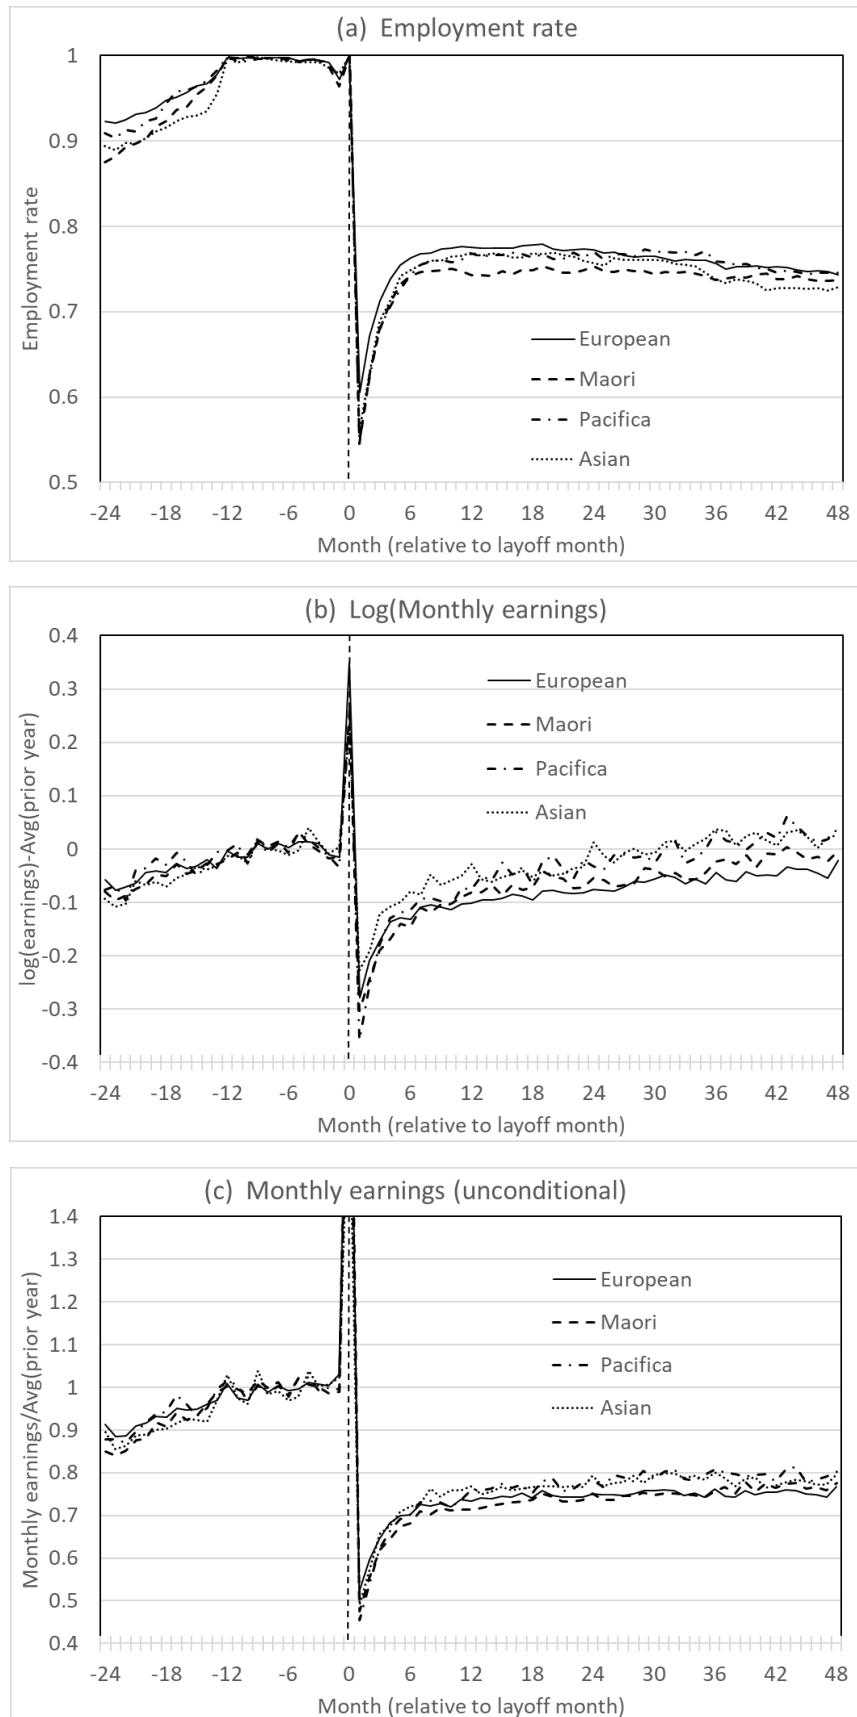 (a) Employment rate
Employment rate
1
0.9
0.8
0.7
0.6
0.5
European
Maori
Pacifica
Asian
-24 -18 -12 -6 0 6 12 18 24 30 36 42 48
Month (relative to layoff month)
(b) Log(Monthly earnings)
log(earnings)-Avg(prior year)
0.4
0.3
0.2
0.1
0
-0.1
-0.2
-0.3
-0.4
European
Maori
Pacifica
Asian
-24 -18 -12 -6 0 6 12 18 24 30 36 42 48
Month (relative to layoff month)
(c) Monthly earnings (unconditional)
Monthly earnings/Avg(prior year)
1.4
1.3
1.2
1.1
1
0.9
0.8
0.7
0.6
0.5
0.4
European
Maori
Pacifica
Asian
-24 -18 -12 -6 0 6 12 18 24 30 36 42 48
Month (relative to layoff month)